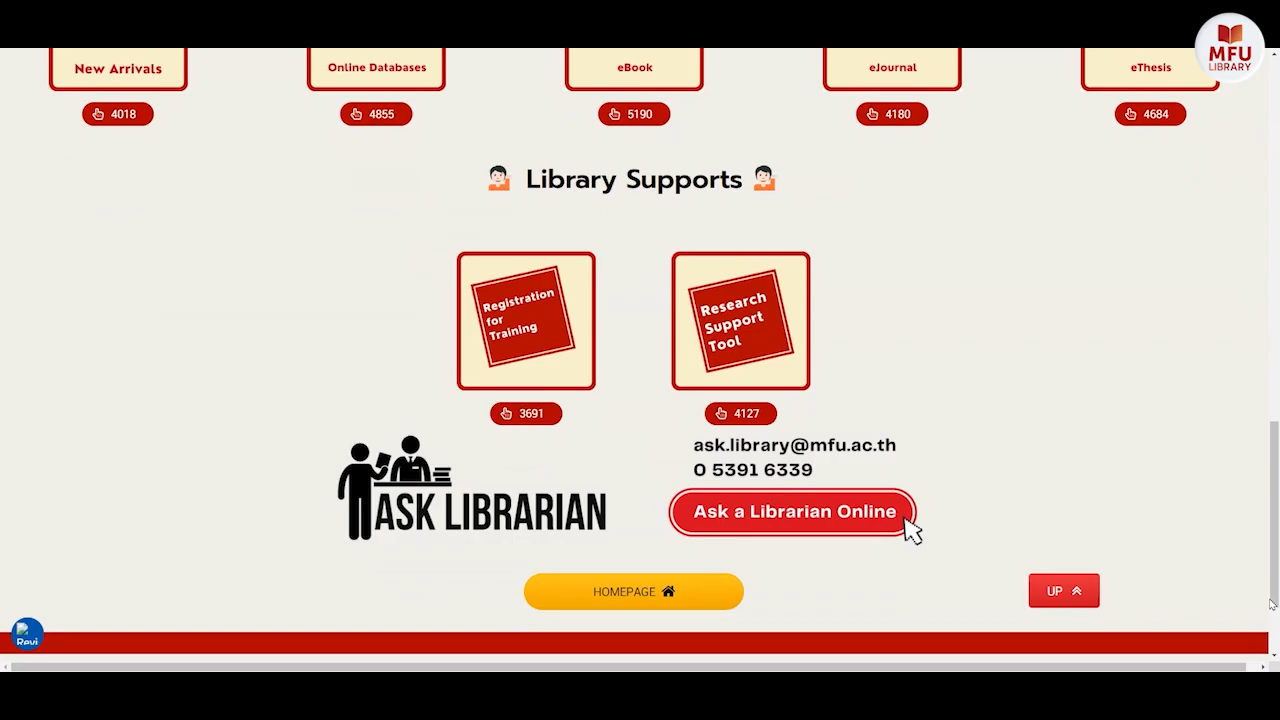 MFU
LIBRARY
New Arrivals
Online Databases
eBook
eJournal
eThesis
4018
4855
5190
4180
4684
Library Supports
Registration
for
Training
Research
Support
Tool
3691
4127
ask.library@mfu.ac.th
0 5391 6339
ASK LIBRARIAN
Ask a Librarian Online
HOMEPAGE
UP
Revi